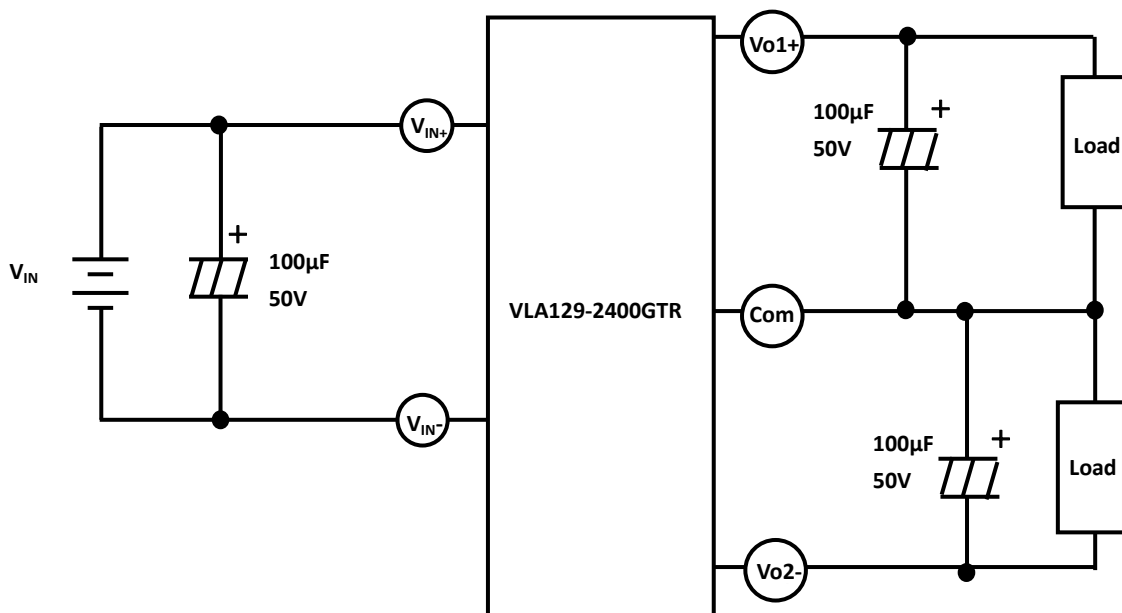 Vo1+
100µF
50V
+
Load
VIN+
VIN
+
100µF
50V
VLA129-2400GTR
Com
VIN-
100µF
50V
+
Load
Vo2-